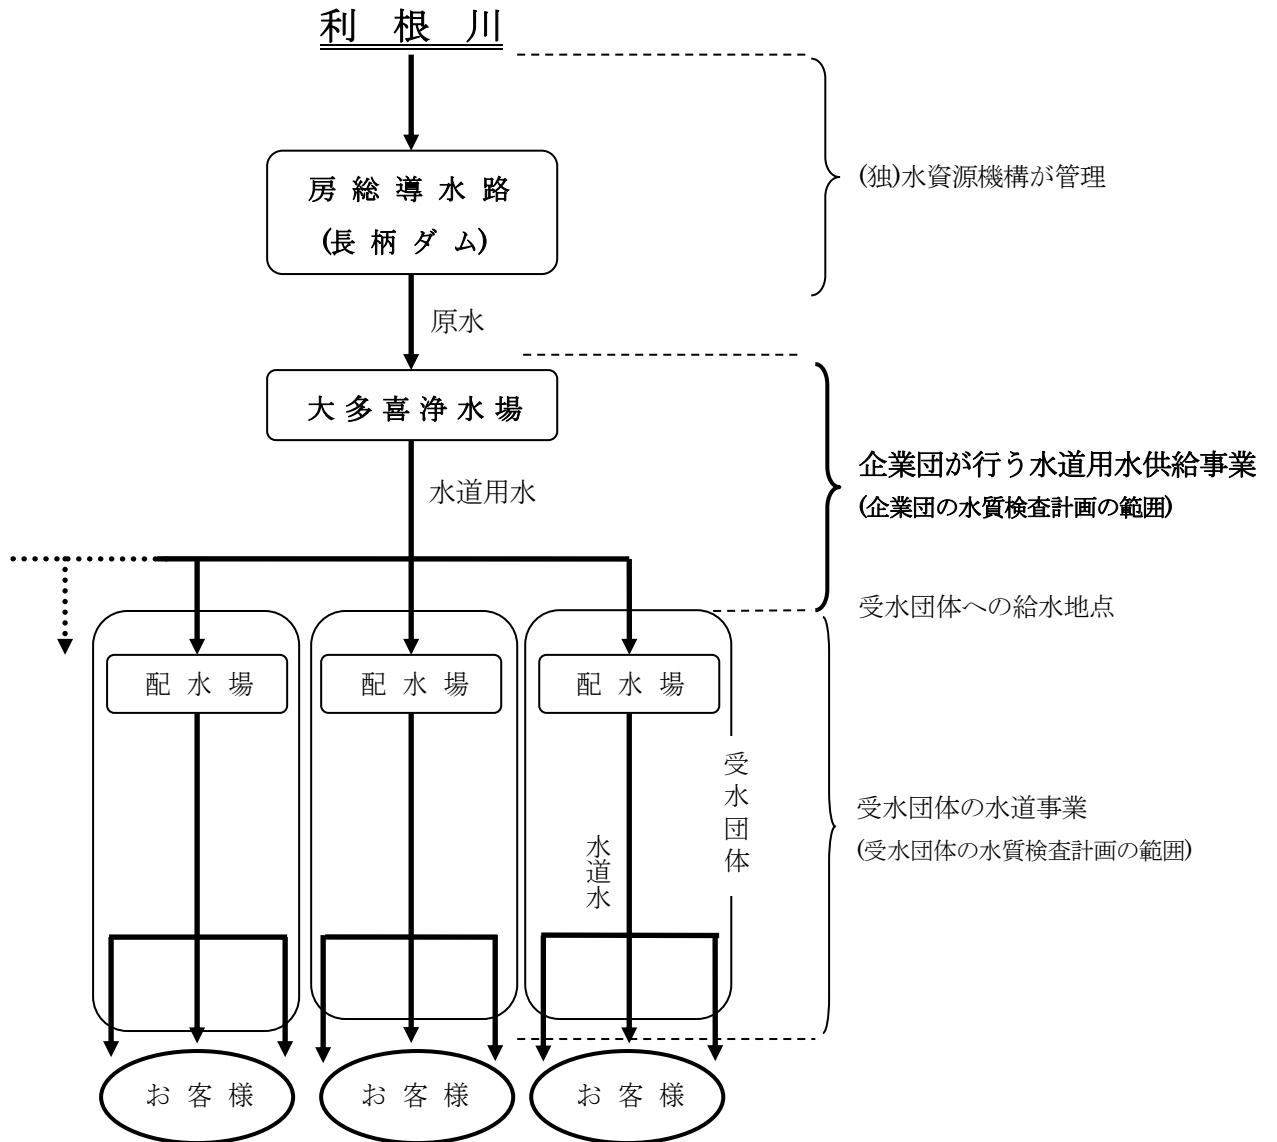 利 根 川
房 総 導 水 路
(長 柄 ダ ム)
(独)水資源機構が管理
原水
大 多 喜 浄 水 場
水道用水
企業団が行う水道用水供給事業
(企業団の水質検査計画の範囲)
受水団体への給水地点
配 水 場
配 水 場
配 水 場
受水団体
水道水
受水団体の水道事業
(受水団体の水質検査計画の範囲)
お 客 様
お 客 様
お 客 様